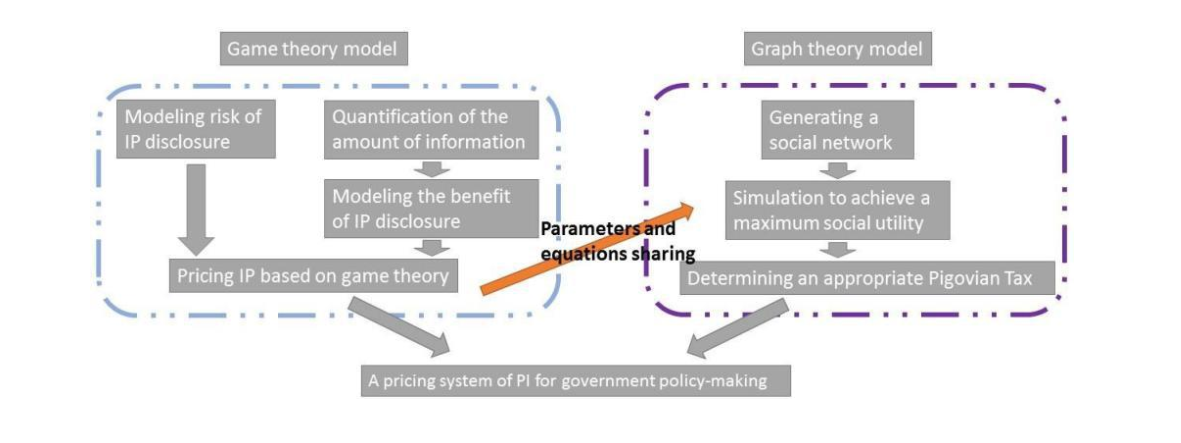 Game theory model
Graph theory model
Modeling risk of
IP disclosure
Quantification of the
amount of information
Modeling the benefit
of IP disclosure
Pricing IP based on game theory
Parameters and
equations sharing
Generating a
social network
Simulation to achieve a
maximum social utility
Determining an appropriate Pigovian Tax
A pricing system of PI for government policy-making